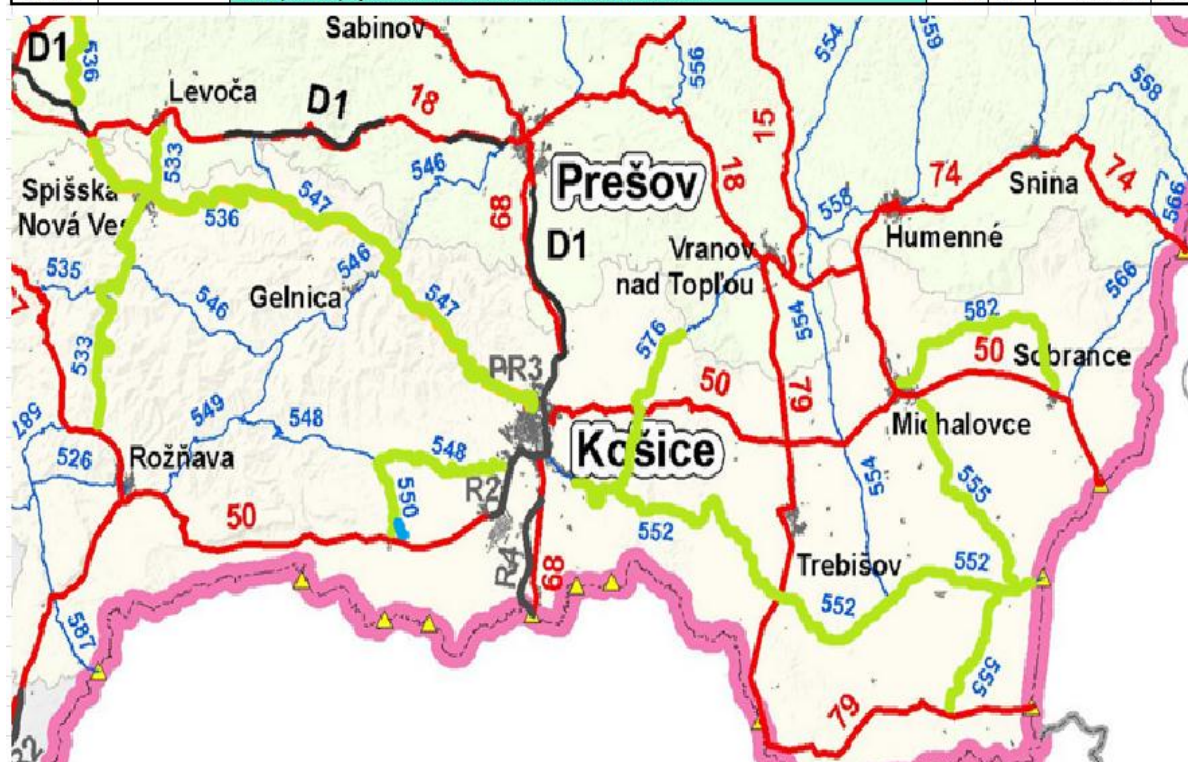 Sabinov
554
559
D1
536
556
558
Levoča
D1
18
15
533
546
74
Snina
74
Spišská
Nová Ves
547
Prešov
18
566
536
68
558
Humenné
D1
Vranov
nad Topľou
535
546
546
Gelnica
547
554
566
582
533
576
50
Sobrance
PR3
50
79
587
549
548
Michalovce
526
Rožňava
548
Košice
554
R2
550
555
50
552
R4
68
Trebišov
552
552
587
555
79